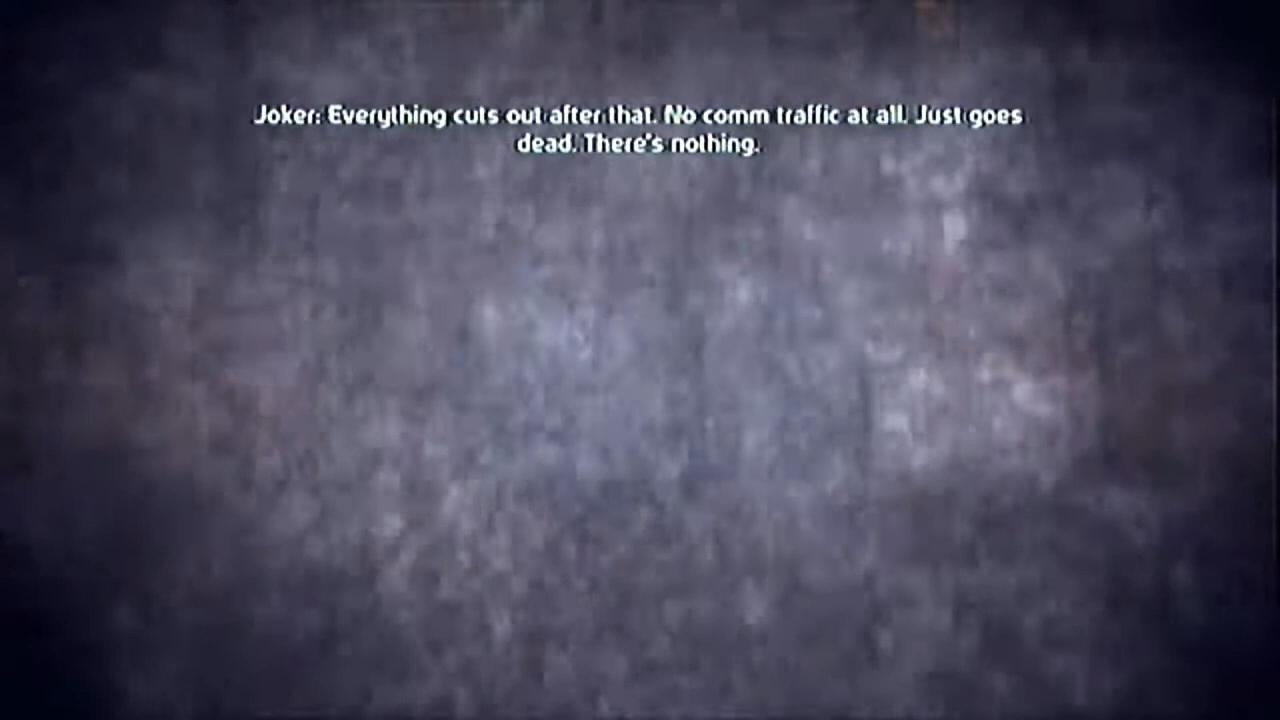 Joker: Everything cuts out after that. No comm traffic at all. Just goes
dead. There's nothing.